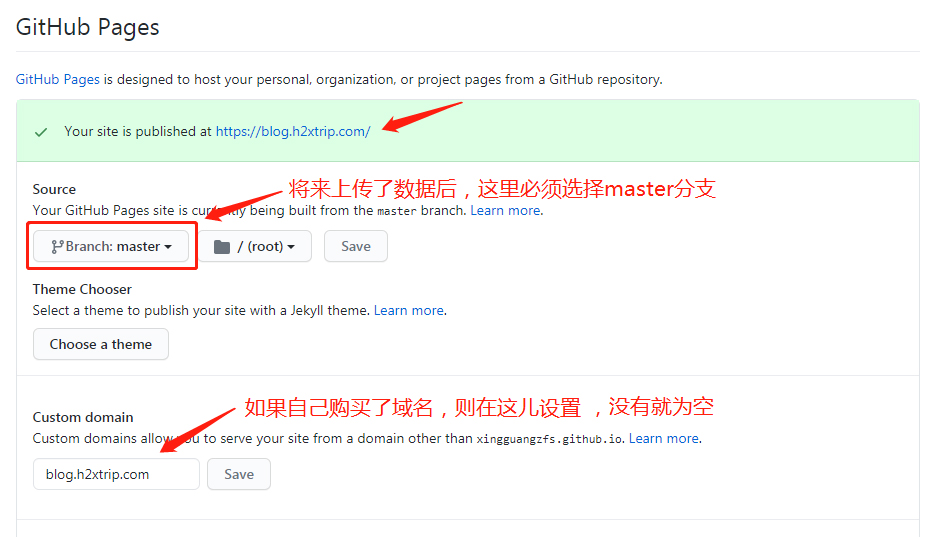 GitHub Pages
GitHub Pages is designed to host your personal, organization, or project pages from a GitHub repository.
Your site is published at https://blog.h2xtrip.com/
Source
将来上传了数据后，这里必须选择master分支
Your GitHub Pages site is currently being built from the master branch. Learn more.
Branch: master
/ (root)
Save
Theme Chooser
Select a theme to publish your site with a Jekyll theme. Learn more.
Choose a theme
如果自己购买了域名，则在这儿设置 ，没有就为空
Custom domain
Custom domains allow you to serve your site from a domain other than xingguangzfs.github.io. Learn more.
blog.h2xtrip.com
Save